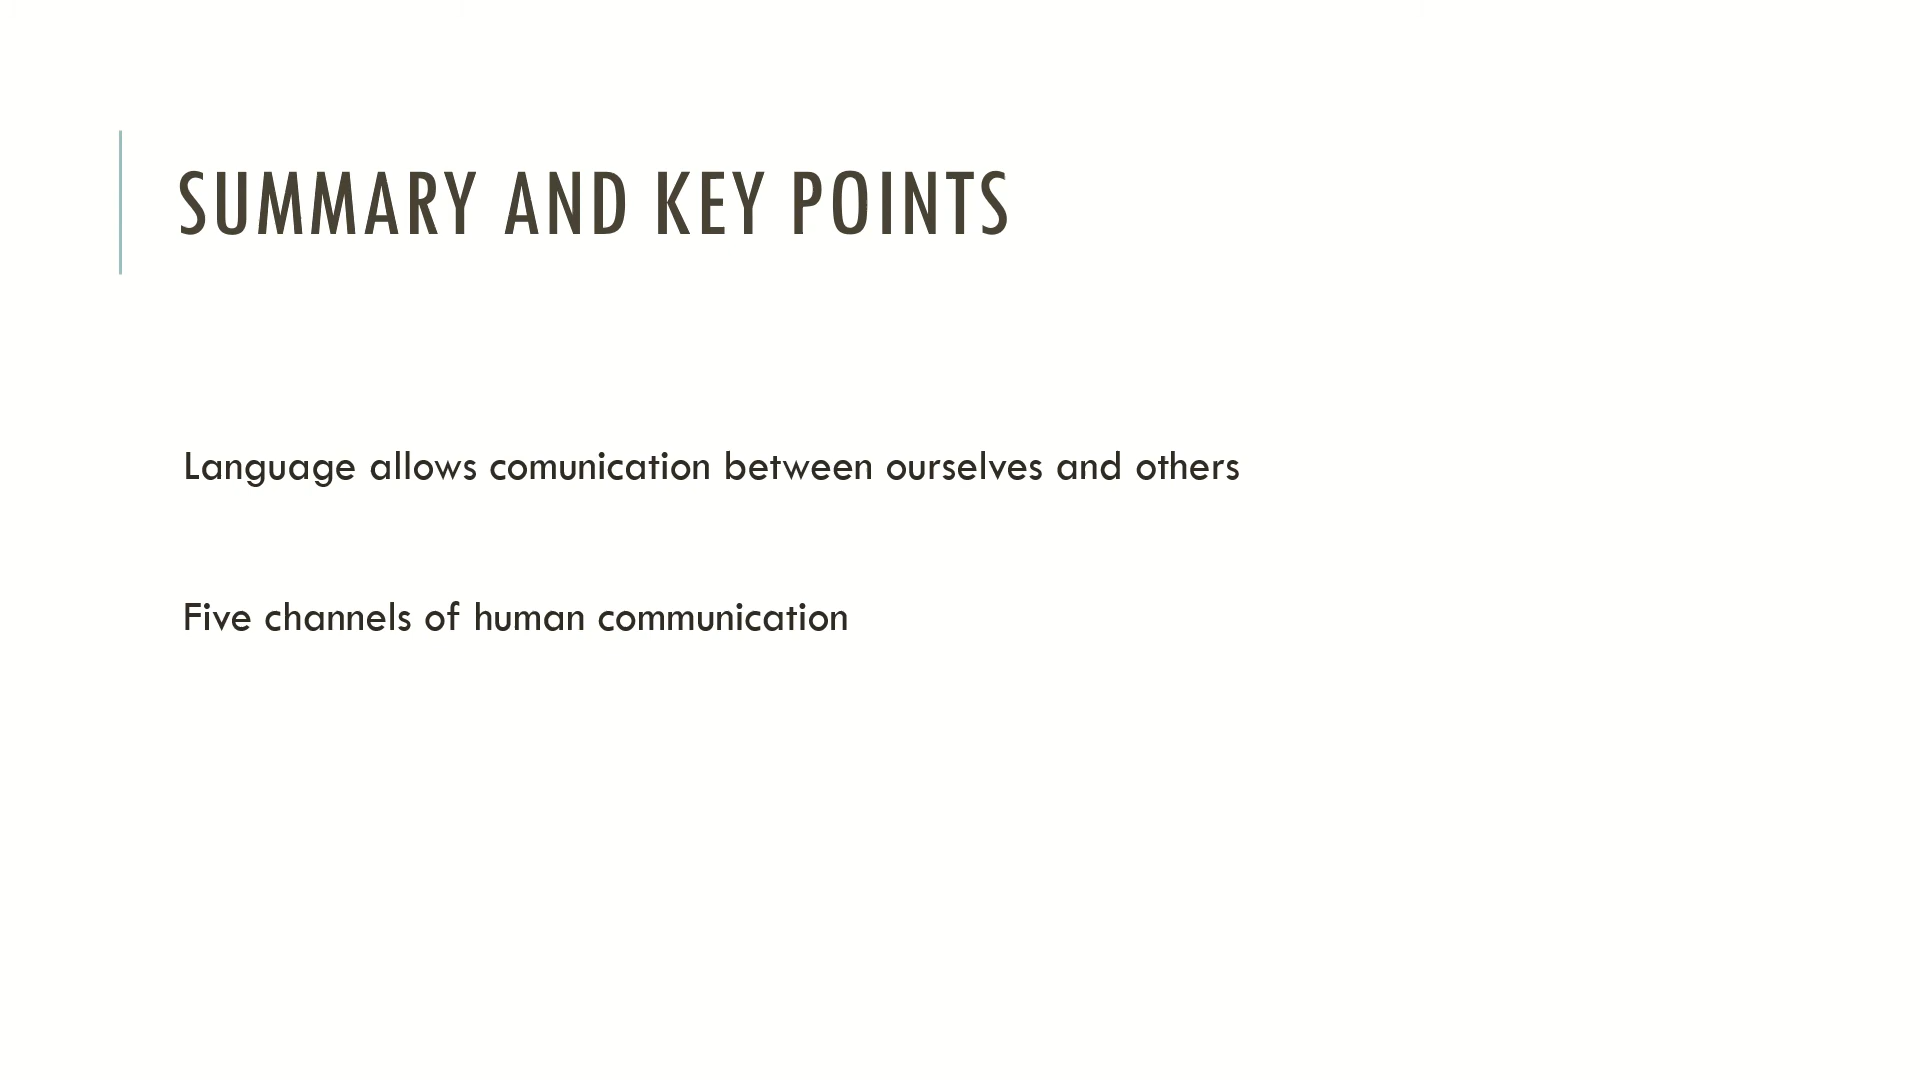 SUMMARY AND KEY POINTS
Language allows comunication between ourselves and others
Five channels of human communication